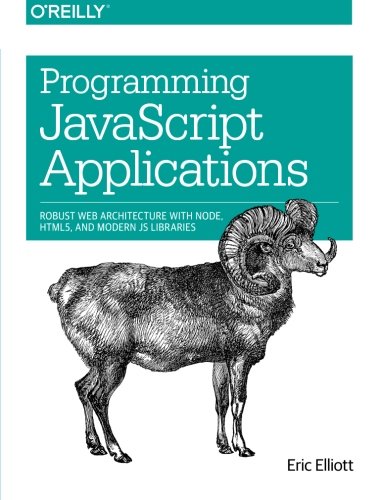 O'REILLY®
Programming
JavaScript
Applications
ROBUST WEB ARCHITECTURE WITH NODE,
HTML5, AND MODERN JS LIBRARIES
Eric Elliott